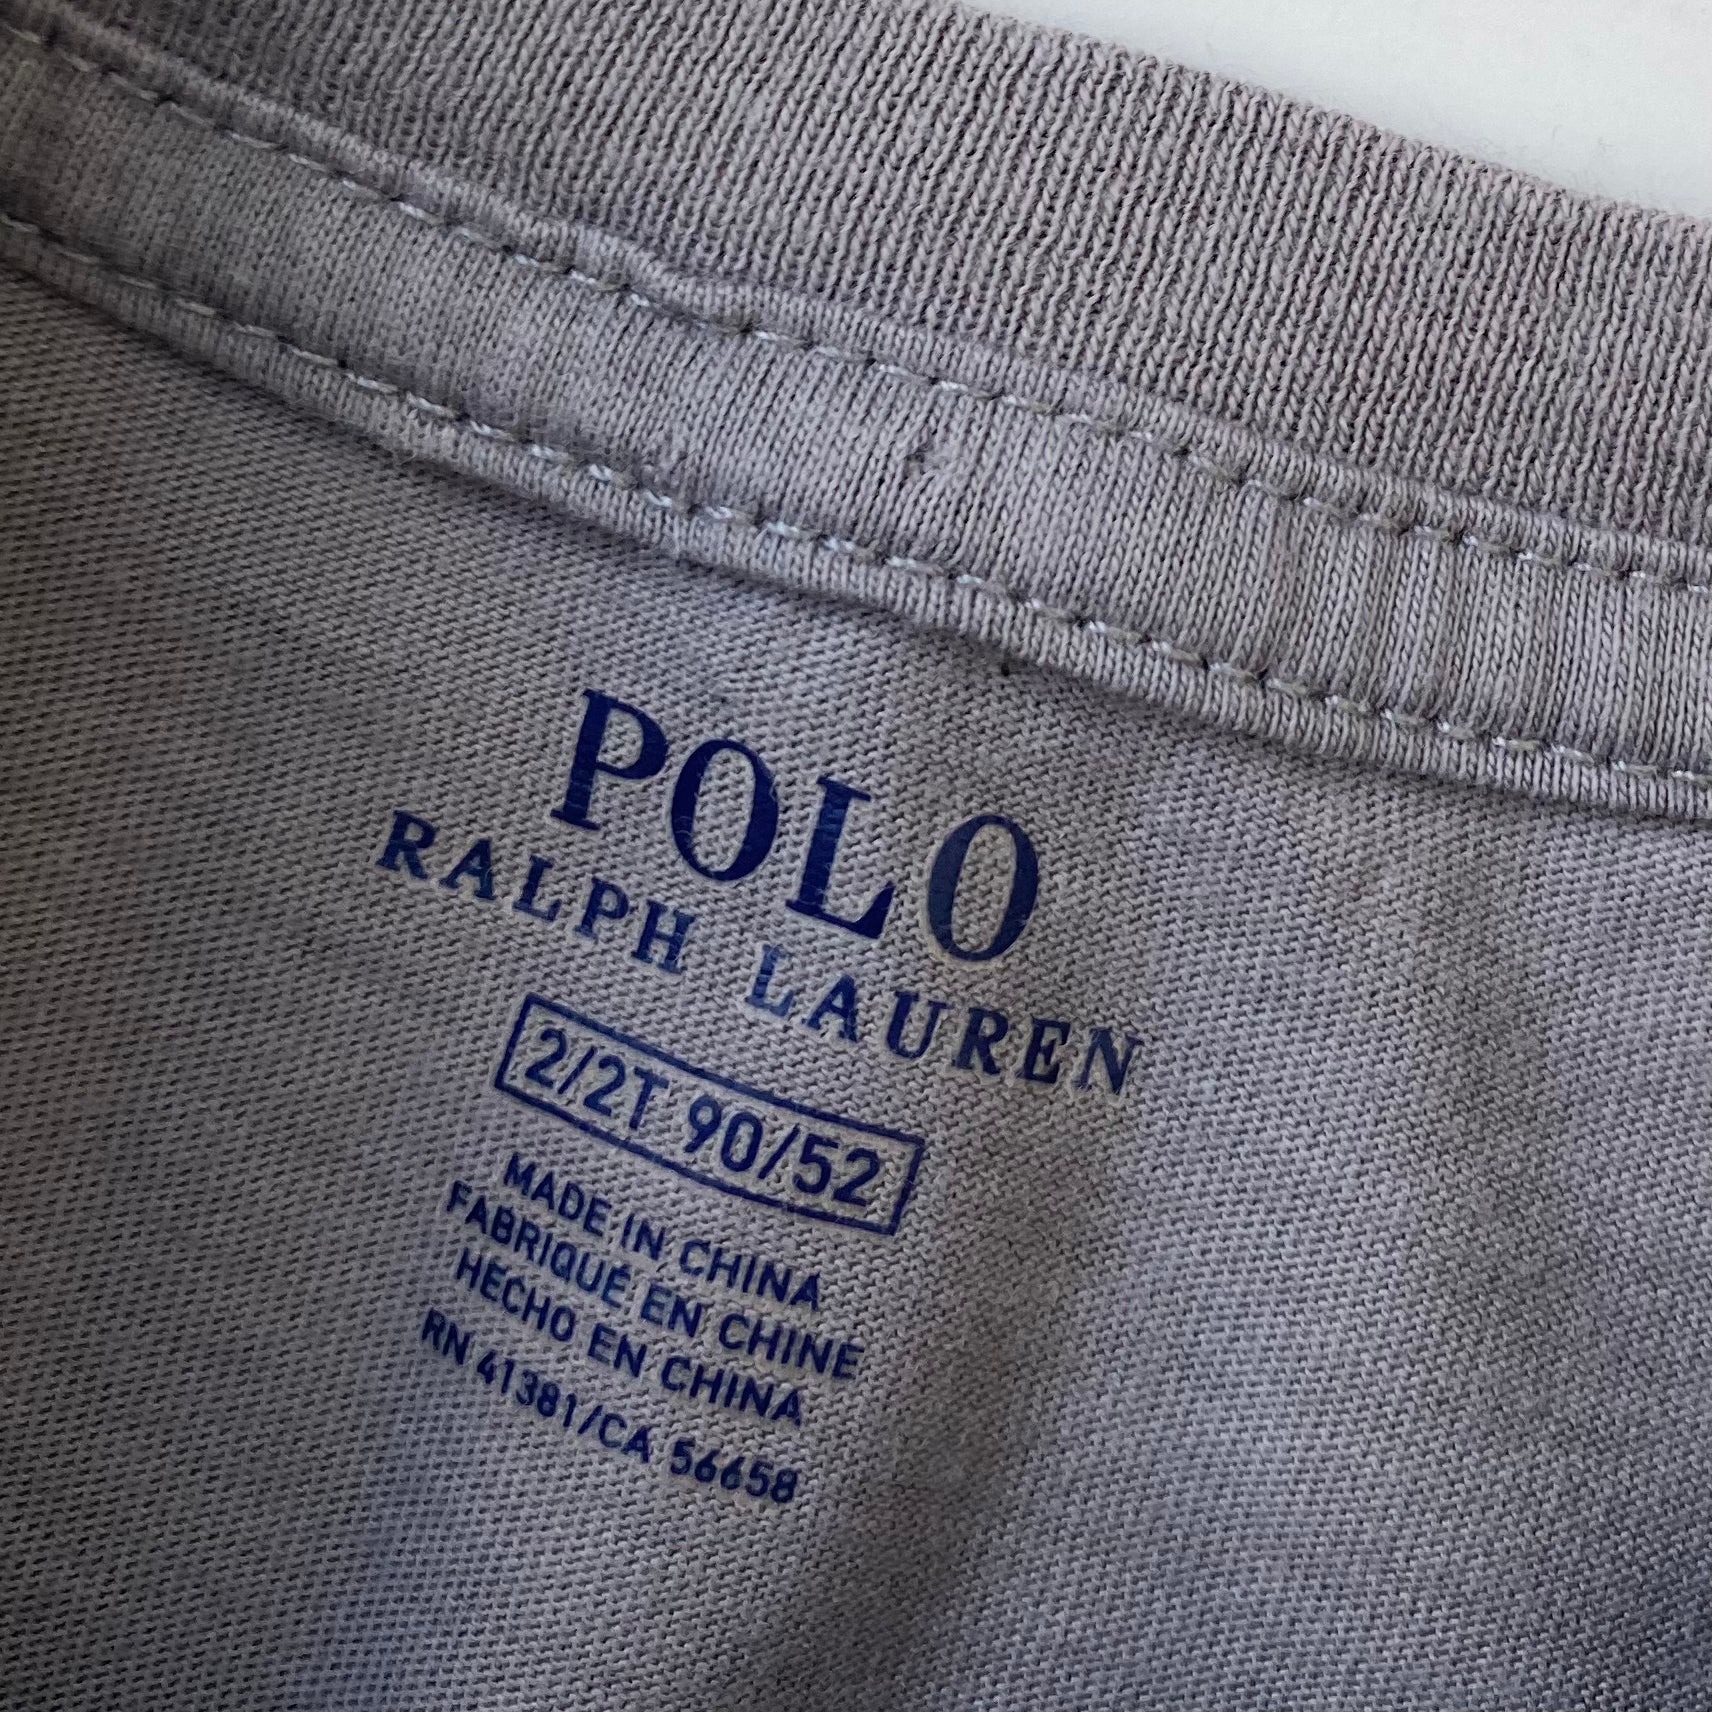 POLO
RALPH LAUREN
2/2T 90/52
MADE IN CHINA
FABRIQUÉ EN CHINE
HECHO EN CHINA
RN 41381/CA 56658